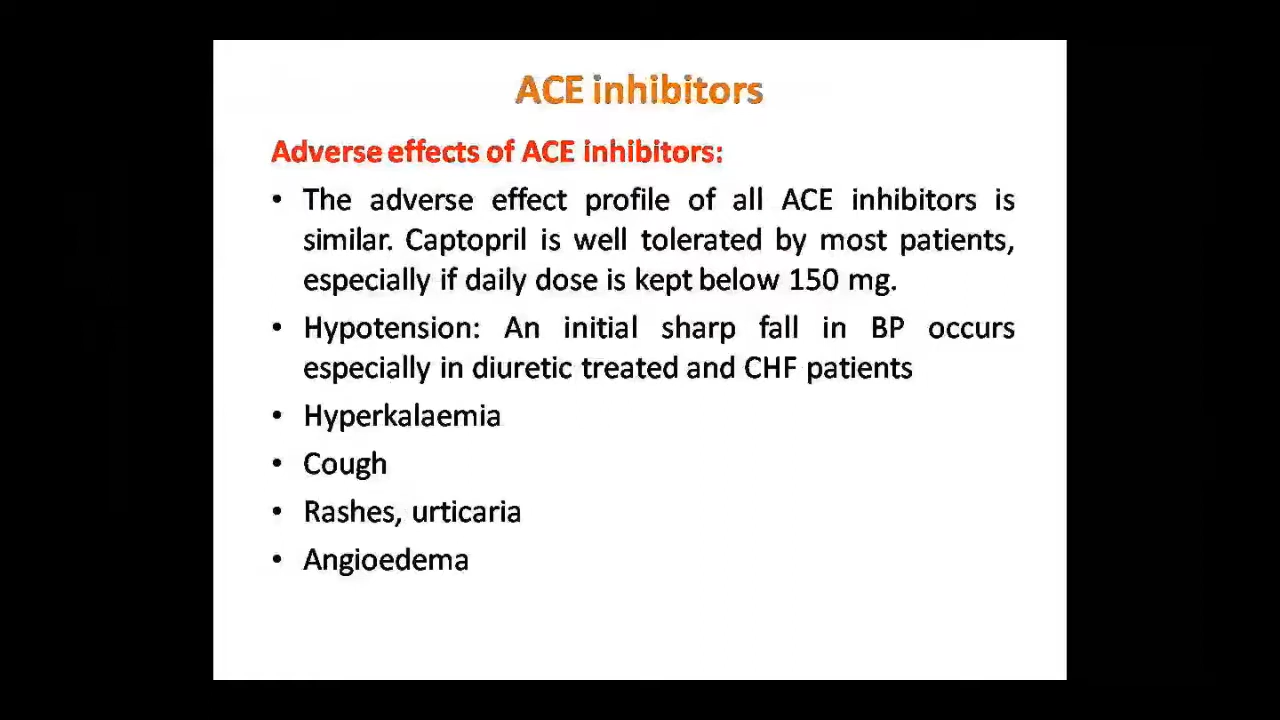 ACE inhibitors
Adverse effects of ACE inhibitors:
• The adverse effect profile of all ACE inhibitors is
similar. Captopril is well tolerated by most patients,
especially if daily dose is kept below 150 mg.
• Hypotension: An initial sharp fall in BP occurs
especially in diuretic treated and CHF patients
• Hyperkalaemia
• Cough
• Rashes, urticaria
• Angioedema